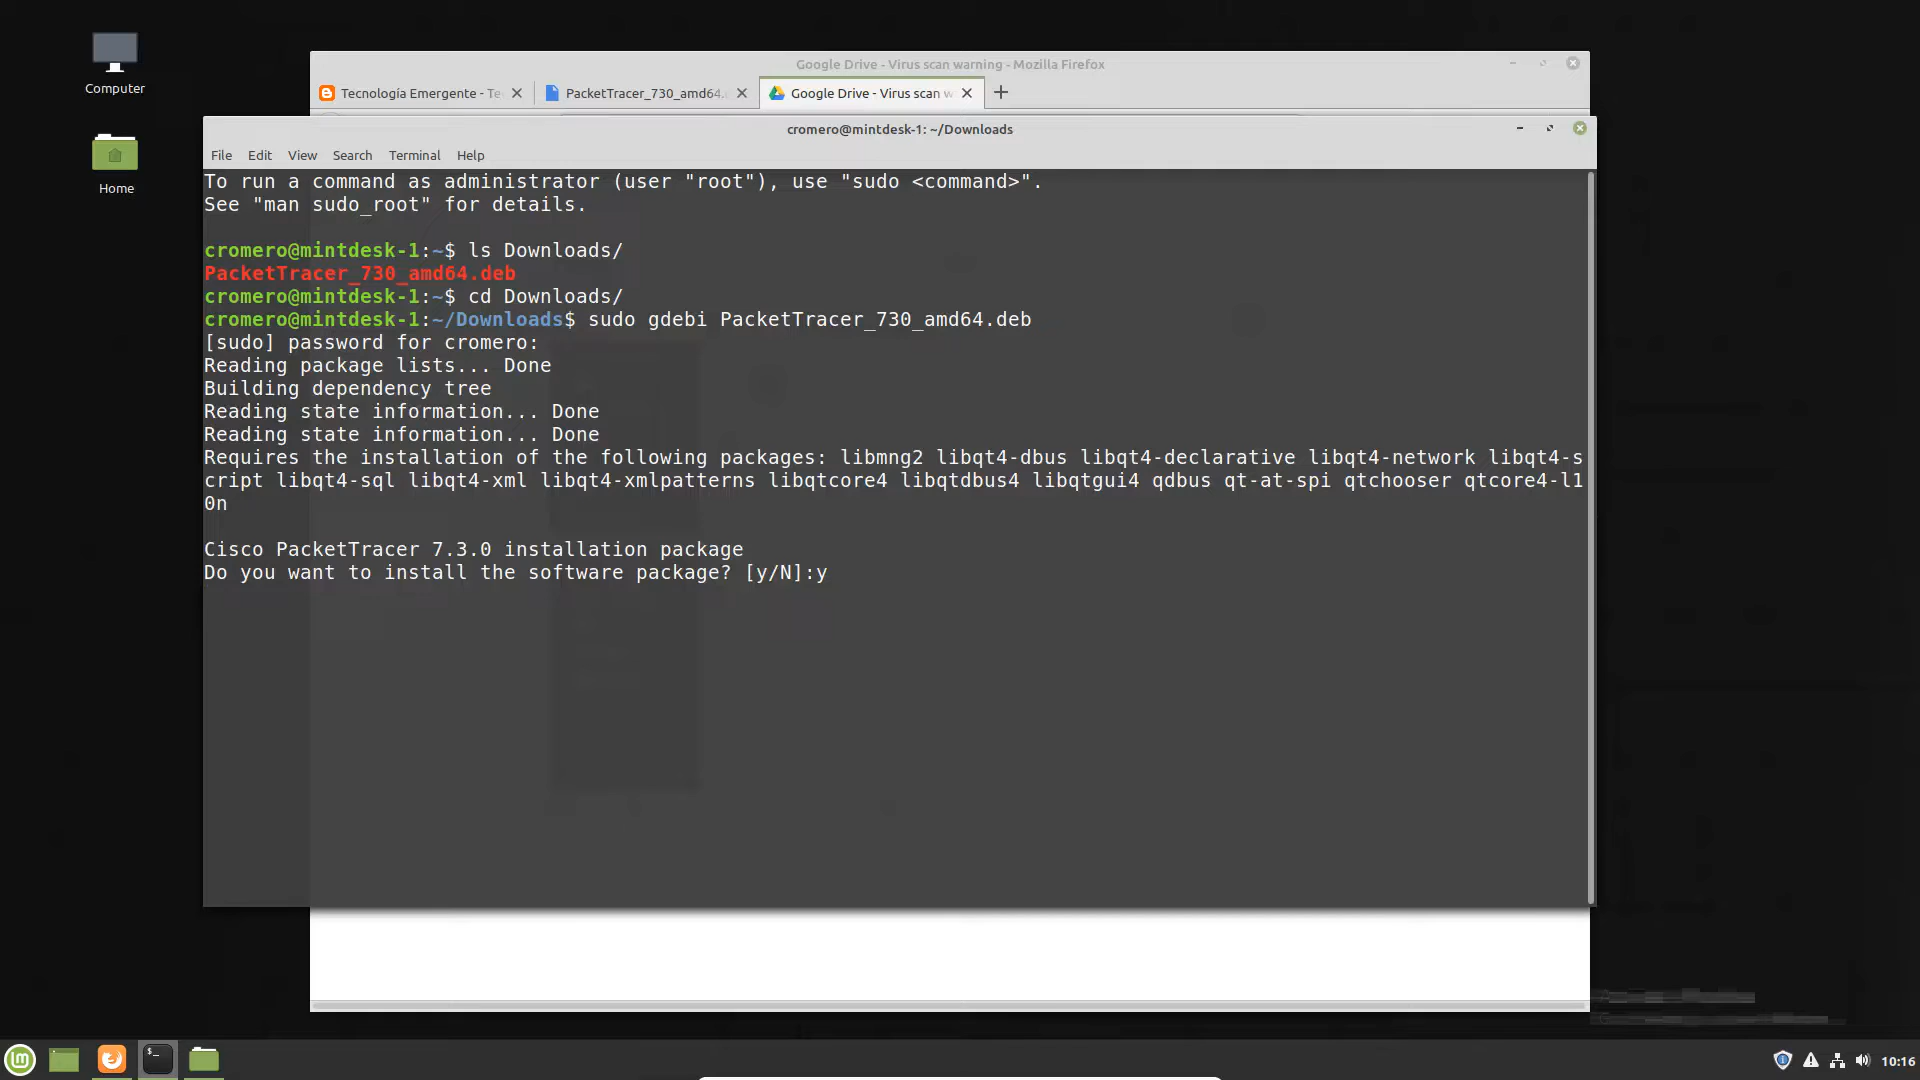 Computer
Home
Google Drive - Virus scan warning - Mozilla Firefox
Tecnología Emergente - Te
PacketTracer_730_amd64.
Google Drive - Virus scan w
cromero@mintdesk-1: ~/Downloads
File Edit View Search Terminal Help
To run a command as administrator (user "root"), use "sudo <command>".
See "man sudo_root" for details.
cromero@mintdesk-1:~$ ls Downloads/
PacketTracer_730_amd64.deb
cromero@mintdesk-1:~$ cd Downloads/
cromero@mintdesk-1:~/Downloads$ sudo gdebi PacketTracer_730_amd64.deb
[sudo] password for cromero:
Reading package lists... Done
Building dependency tree
Reading state information... Done
Reading state information... Done
Requires the installation of the following packages: libmng2 libqt4-dbus libqt4-declarative libqt4-network libqt4-s
cript libqt4-sql libqt4-xml libqt4-xmlpatterns libqtcore4 libqtdbus4 libqtgui4 qdbus qt-at-spi qtchooser qtcore4-l1
0n
Cisco PacketTracer 7.3.0 installation package
Do you want to install the software package? [y/N]:y
10:16